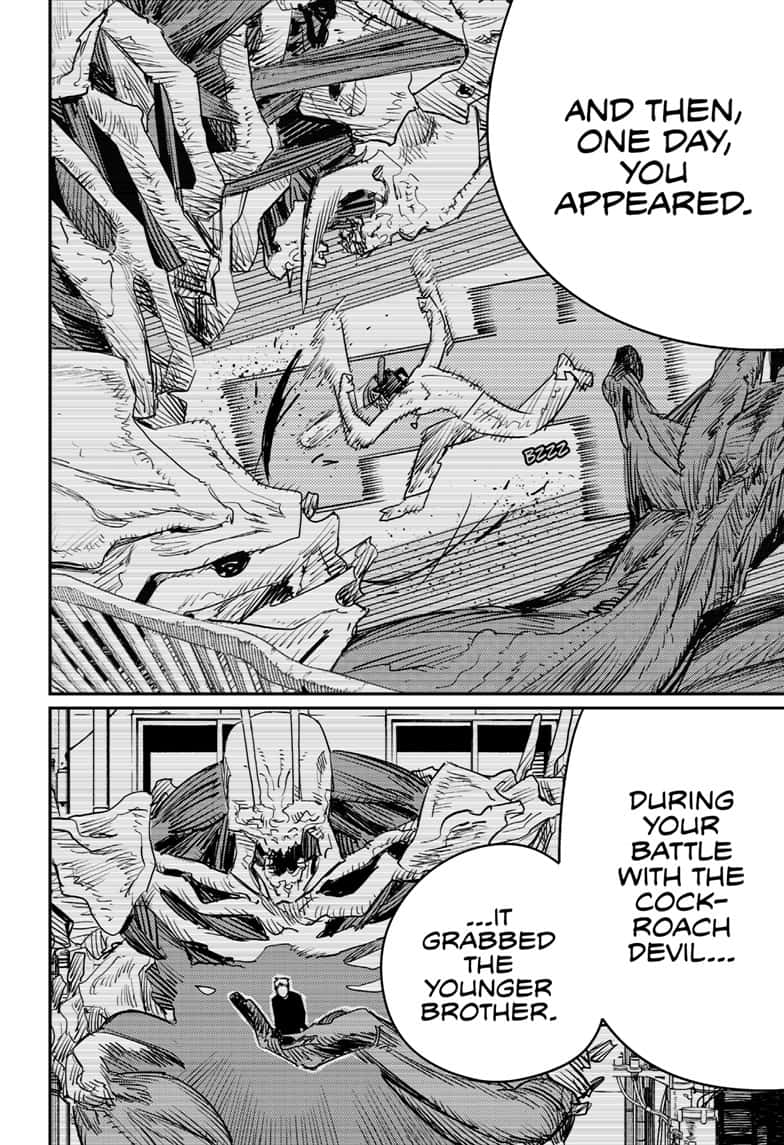 AND THEN,
ONE DAY,
YOU
APPEARED.
BZZZ
DURING
YOUR
BATTLE
WITH THE
COCK-
ROACH
DEVIL...
...IT
GRABBED
THE
YOUNGER
BROTHER.